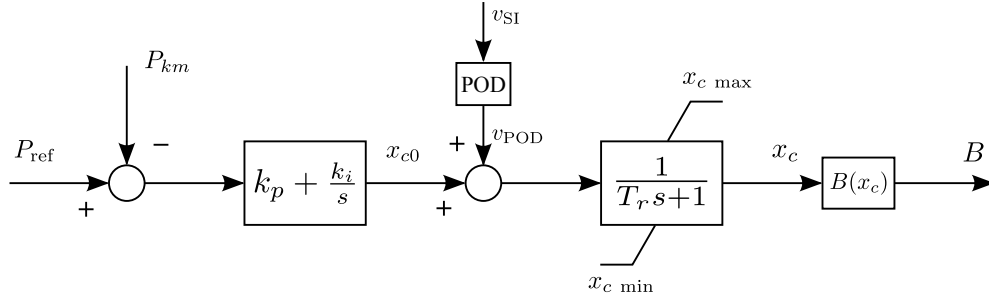 v_SI
P_km
POD
x_c max
P_ref
−
+
v_POD
x_c0
k_p + k_i/s
1/(T_r s+1)
x_c
B(x_c)
B
+
+
x_c min